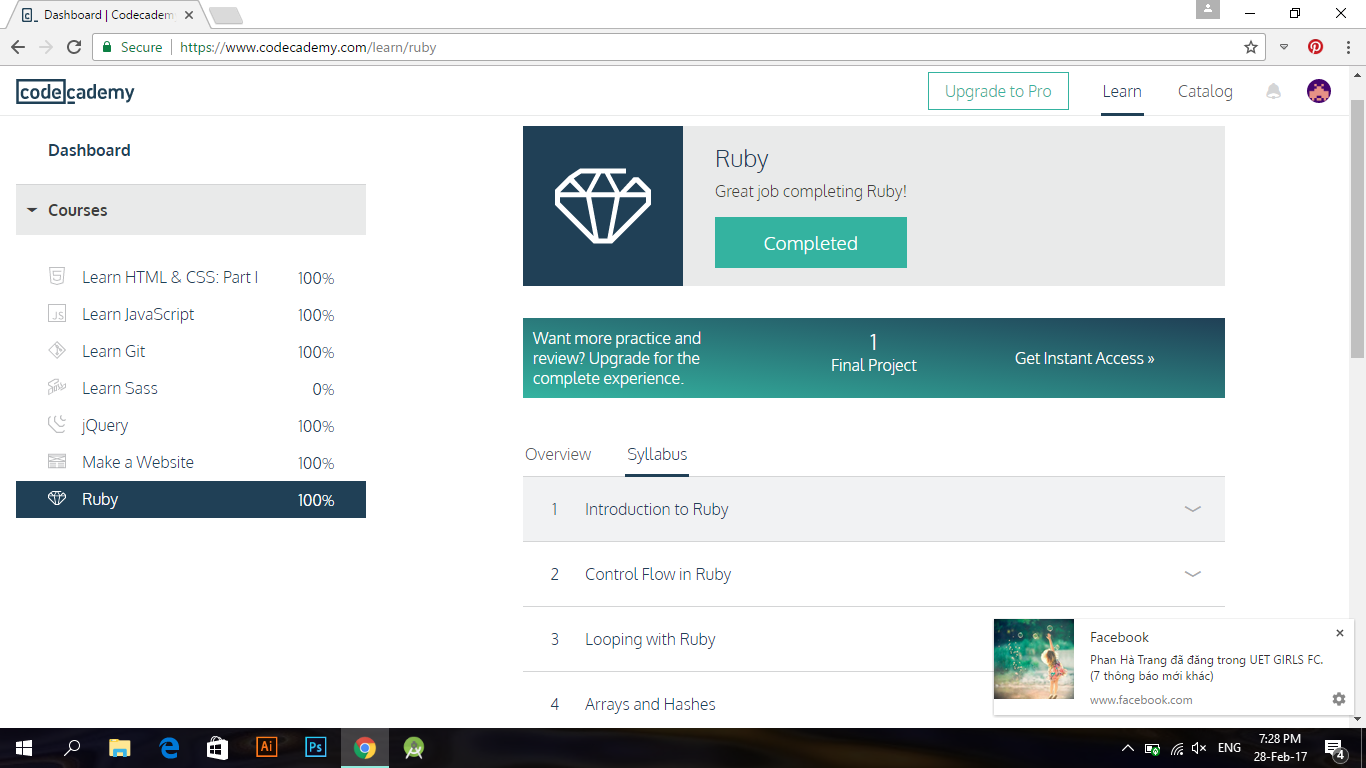 Dashboard | Codecadem
Secure https://www.codecademy.com/learn/ruby
codecademy
Upgrade to Pro
Learn
Catalog
Dashboard
Courses
Learn HTML & CSS: Part I 100%
Learn JavaScript 100%
Learn Git 100%
Learn Sass 0%
jQuery 100%
Make a Website 100%
Ruby 100%
Ruby
Great job completing Ruby!
Completed
Want more practice and
review? Upgrade for the
complete experience.
1
Final Project
Get Instant Access »
Overview
Syllabus
1 Introduction to Ruby
2 Control Flow in Ruby
3 Looping with Ruby
4 Arrays and Hashes
Facebook
Phan Hà Trang đã đăng trong UET GIRLS FC.
(7 thông báo mới khác)
www.facebook.com
Ai
Ps
ENG
7:28 PM
28-Feb-17
4